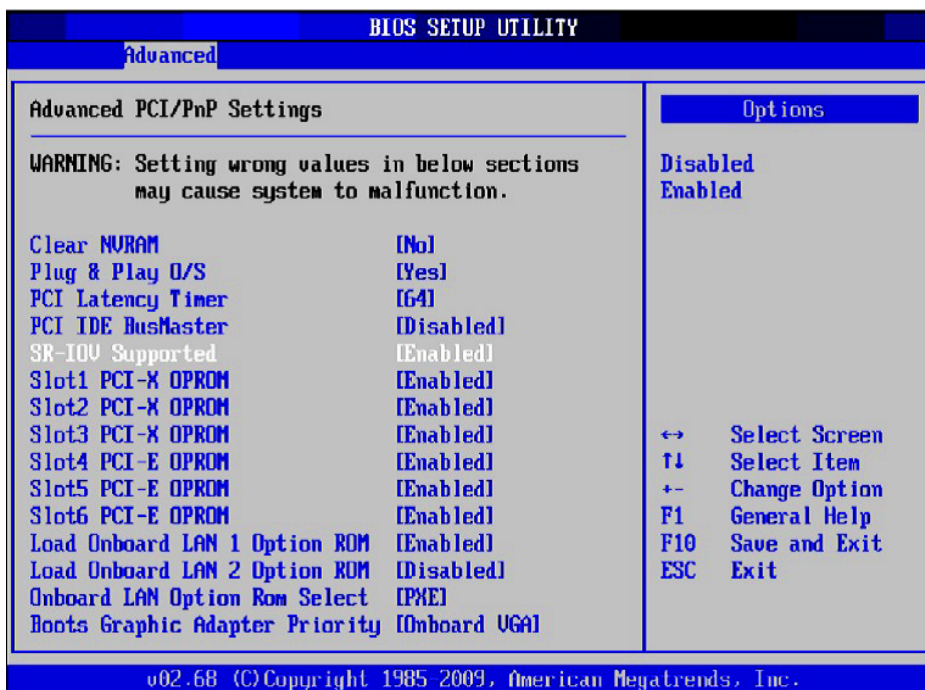 BIOS SETUP UTILITY
Advanced
Advanced PCI/PnP Settings
WARNING: Setting wrong values in below sections
may cause system to malfunction.
Clear NVRAM [No]
Plug & Play O/S [Yes]
PCI Latency Timer [64]
PCI IDE BusMaster [Disabled]
SR-IOV Supported [Enabled]
Slot1 PCI-X OPROM [Enabled]
Slot2 PCI-X OPROM [Enabled]
Slot3 PCI-X OPROM [Enabled]
Slot4 PCI-E OPROM [Enabled]
Slot5 PCI-E OPROM [Enabled]
Slot6 PCI-E OPROM [Enabled]
Load Onboard LAN 1 Option ROM [Enabled]
Load Onboard LAN 2 Option ROM [Disabled]
Onboard LAN Option Rom Select [PXE]
Boots Graphic Adapter Priority [Onboard VGA]
Options
Disabled
Enabled
↔ Select Screen
↑↓ Select Item
+- Change Option
F1 General Help
F10 Save and Exit
ESC Exit
v02.68 (C)Copyright 1985-2009, American Megatrends, Inc.